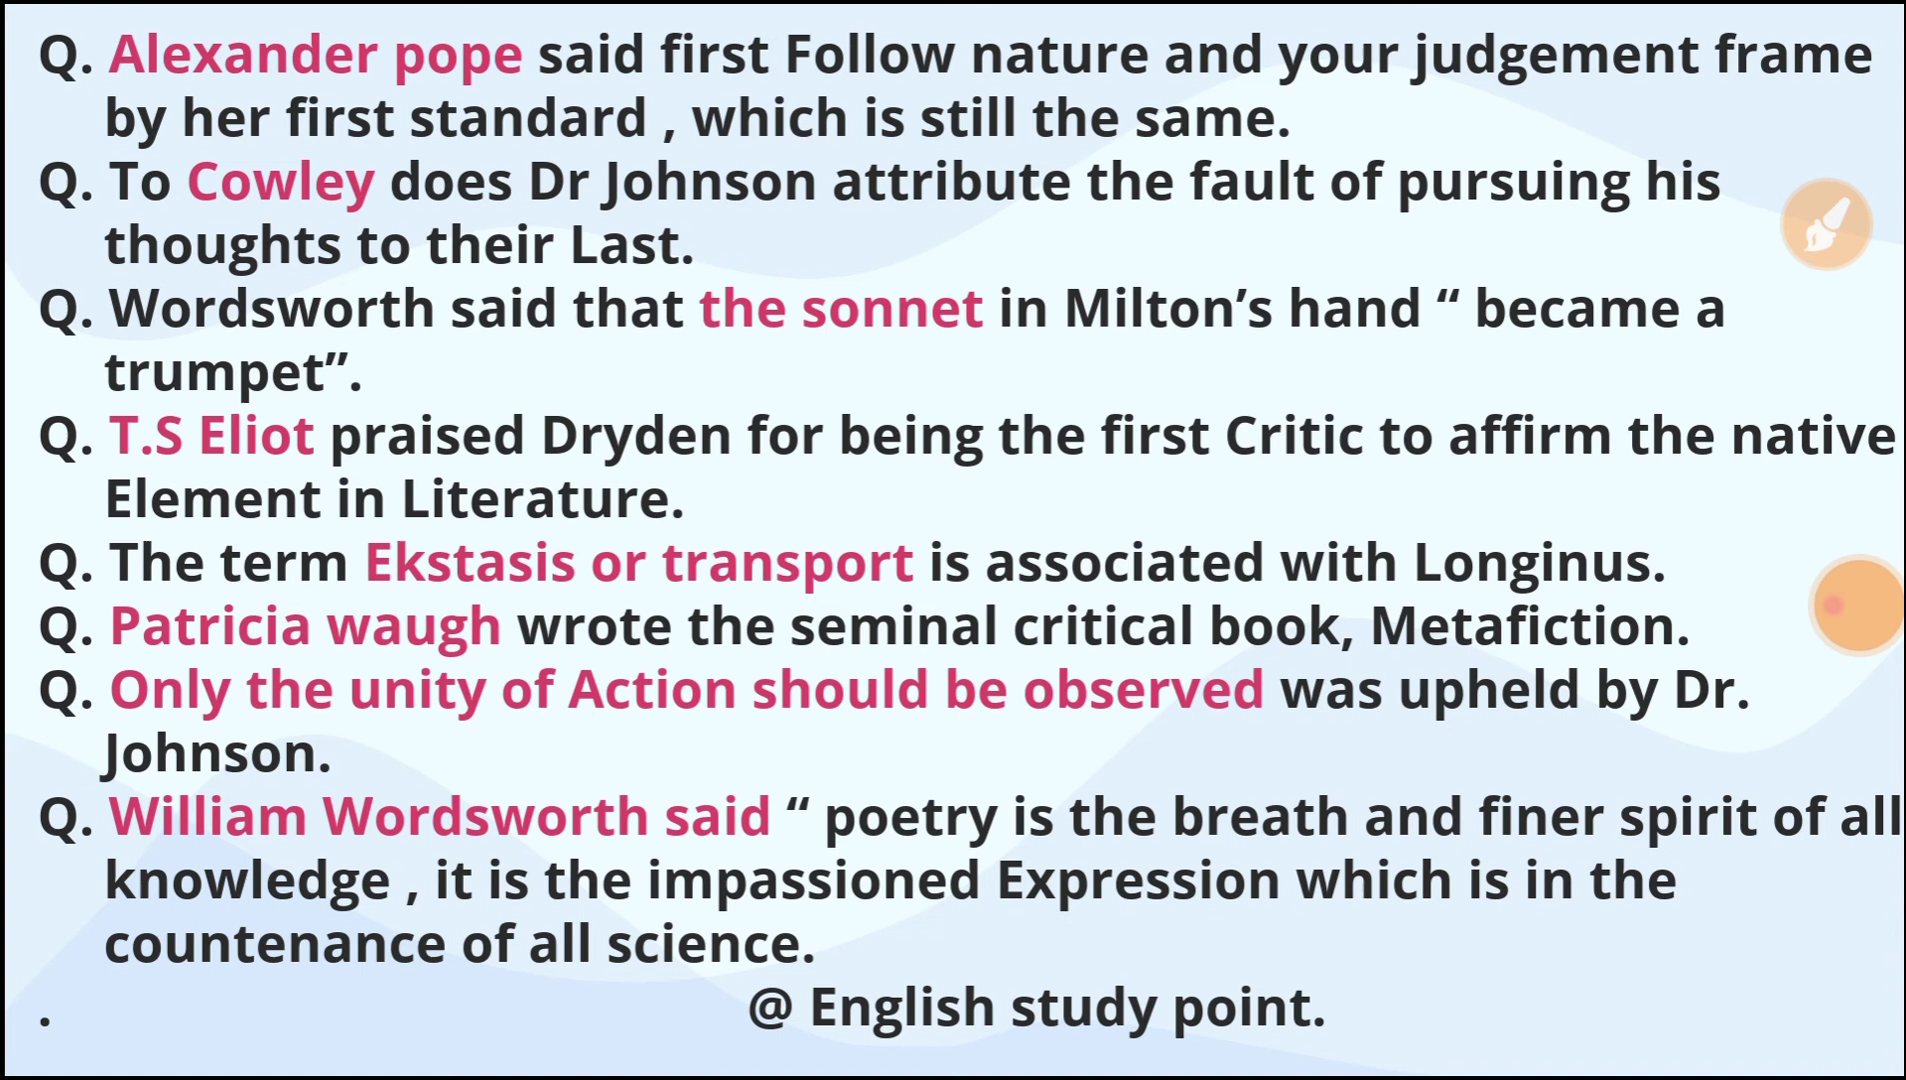 Q. Alexander pope said first Follow nature and your judgement frame
by her first standard , which is still the same.
Q. To Cowley does Dr Johnson attribute the fault of pursuing his
thoughts to their Last.
Q. Wordsworth said that the sonnet in Milton’s hand “ became a
trumpet”.
Q. T.S Eliot praised Dryden for being the first Critic to affirm the native
Element in Literature.
Q. The term Ekstasis or transport is associated with Longinus.
Q. Patricia waugh wrote the seminal critical book, Metafiction.
Q. Only the unity of Action should be observed was upheld by Dr.
Johnson.
Q. William Wordsworth said “ poetry is the breath and finer spirit of all
knowledge , it is the impassioned Expression which is in the
countenance of all science.
. @ English study point.